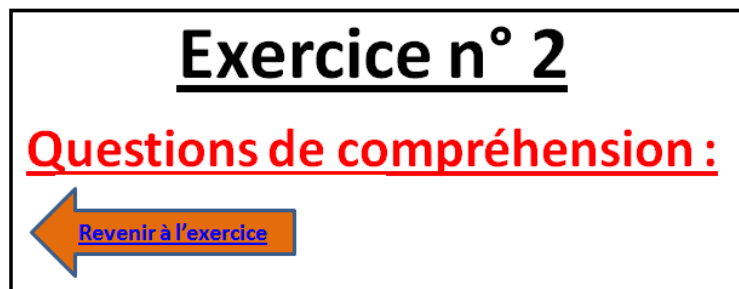 Exercice n° 2
Questions de compréhension :
Revenir à l’exercice